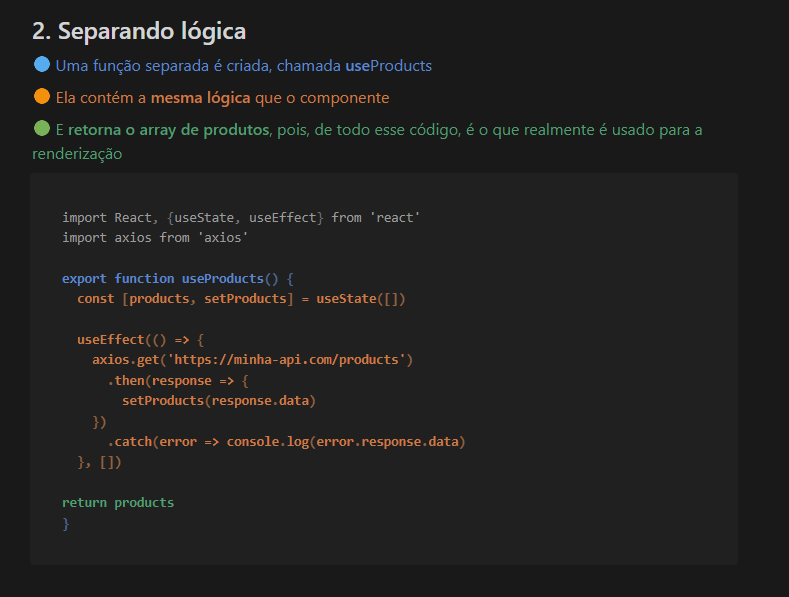 2. Separando lógica
Uma função separada é criada, chamada useProducts
Ela contém a mesma lógica que o componente
E retorna o array de produtos, pois, de todo esse código, é o que realmente é usado para a
renderização
import React, {useState, useEffect} from 'react'
import axios from 'axios'
export function useProducts() {
  const [products, setProducts] = useState([])
  useEffect(() => {
    axios.get('https://minha-api.com/products')
      .then(response => {
        setProducts(response.data)
    })
      .catch(error => console.log(error.response.data)
  }, [])
return products
}